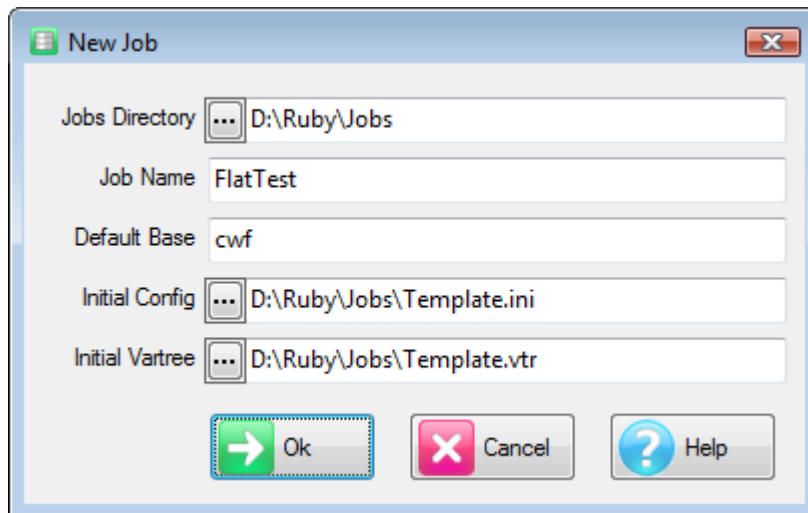 New Job
Jobs Directory ... D:\Ruby\Jobs
Job Name FlatTest
Default Base cwf
Initial Config ... D:\Ruby\Jobs\Template.ini
Initial Vartree ... D:\Ruby\Jobs\Template.vtr
Ok Cancel ? Help